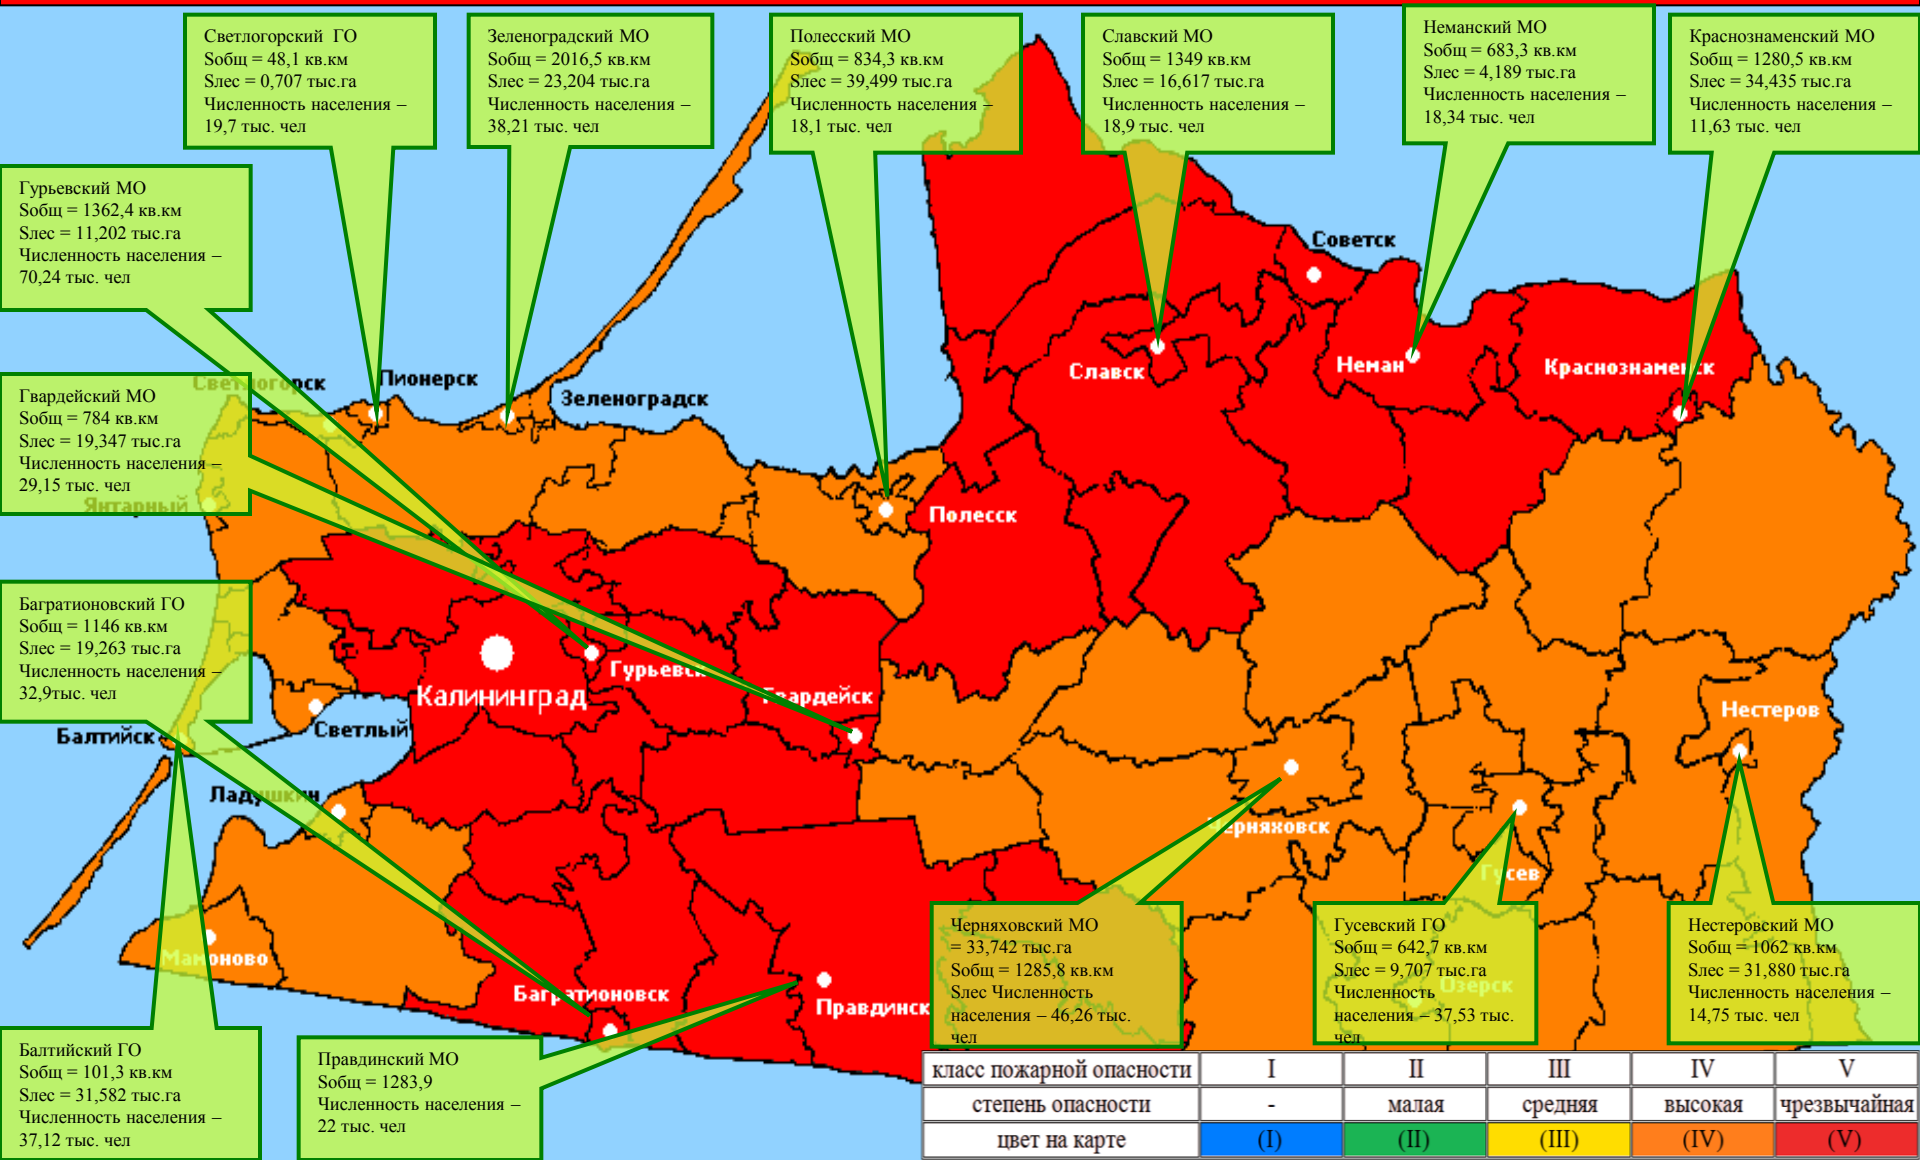 Светлогорский ГО
Sобщ = 48,1 кв.км
Sлес = 0,707 тыс.га
Численность населения –
19,7 тыс. чел
Зеленоградский МО
Sобщ = 2016,5 кв.км
Sлес = 23,204 тыс.га
Численность населения –
38,21 тыс. чел
Полесский МО
Sобщ = 834,3 кв.км
Sлес = 39,499 тыс.га
Численность населения –
18,1 тыс. чел
Славский МО
Sобщ = 1349 кв.км
Sлес = 16,617 тыс.га
Численность населения –
18,9 тыс. чел
Неманский МО
Sобщ = 683,3 кв.км
Sлес = 4,189 тыс.га
Численность населения –
18,34 тыс. чел
Краснознаменский МО
Sобщ = 1280,5 кв.км
Sлес = 34,435 тыс.га
Численность населения –
11,63 тыс. чел
Гурьевский МО
Sобщ = 1362,4 кв.км
Sлес = 11,202 тыс.га
Численность населения –
70,24 тыс. чел
Советск
Славск
Неман
Краснознаменск
Светлогорск
Пионерск
Зеленоградск
Гвардейский МО
Sобщ = 784 кв.км
Sлес = 19,347 тыс.га
Численность населения –
29,15 тыс. чел
Янтарный
Полесск
Багратионовский ГО
Sобщ = 1146 кв.км
Sлес = 19,263 тыс.га
Численность населения –
32,9тыс. чел
Калининград
Гурьевск
Гвардейск
Нестеров
Балтийск
Светлый
Ладушкин
Черняховск
Гусев
Мамоново
Багратионовск
Правдинск
Озерск
Черняховский МО
= 33,742 тыс.га
Sобщ = 1285,8 кв.км
Sлес Численность
населения – 46,26 тыс.
чел
Гусевский ГО
Sобщ = 642,7 кв.км
Sлес = 9,707 тыс.га
Численность
населения – 37,53 тыс.
чел
Нестеровский МО
Sобщ = 1062 кв.км
Sлес = 31,880 тыс.га
Численность населения –
14,75 тыс. чел
Балтийский ГО
Sобщ = 101,3 кв.км
Sлес = 31,582 тыс.га
Численность населения –
37,12 тыс. чел
Правдинский МО
Sобщ = 1283,9
Численность населения –
22 тыс. чел
класс пожарной опасности I II III IV V
степень опасности - малая средняя высокая чрезвычайная
цвет на карте (I) (II) (III) (IV) (V)